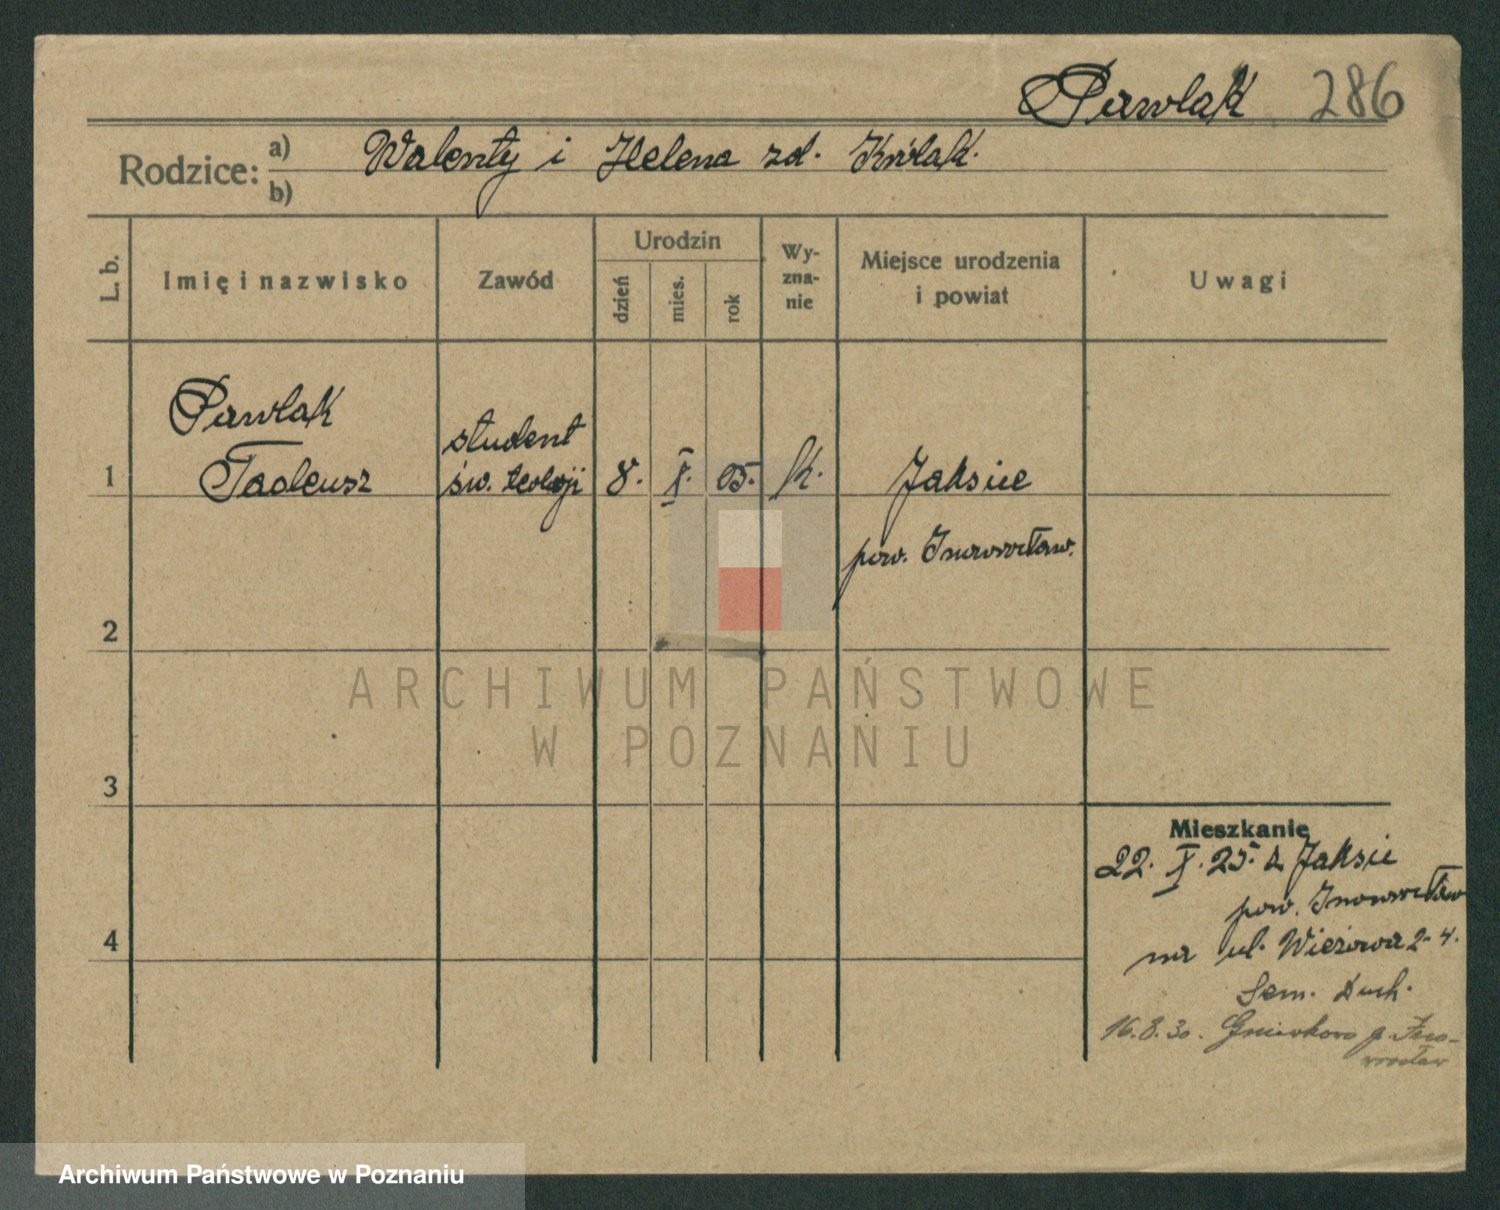 Pawlak 286
Rodzice: a) Walenty i Helena zd. Królak.
b)
L. b.
Imię i nazwisko
Zawód
Urodzin
dzień
mies.
rok
Wy-
zna-
nie
Miejsce urodzenia
i powiat
Uwagi
Pawlak
Tadeusz
student
św. teologji
1
8. X. 05. k.
Jaksice
pow. Inowrocław.
2
ARCHIWUM PAŃSTWOWE
W POZNANIU
3
4
Mieszkanie
22. X. 25. z Jaksic
pow. Inowrocław
na ul. Wieżowa 2-4.
Sem. Duch.
16.8.30. Gniewkowo p. Ino-
wrocław
Archiwum Państwowe w Poznaniu